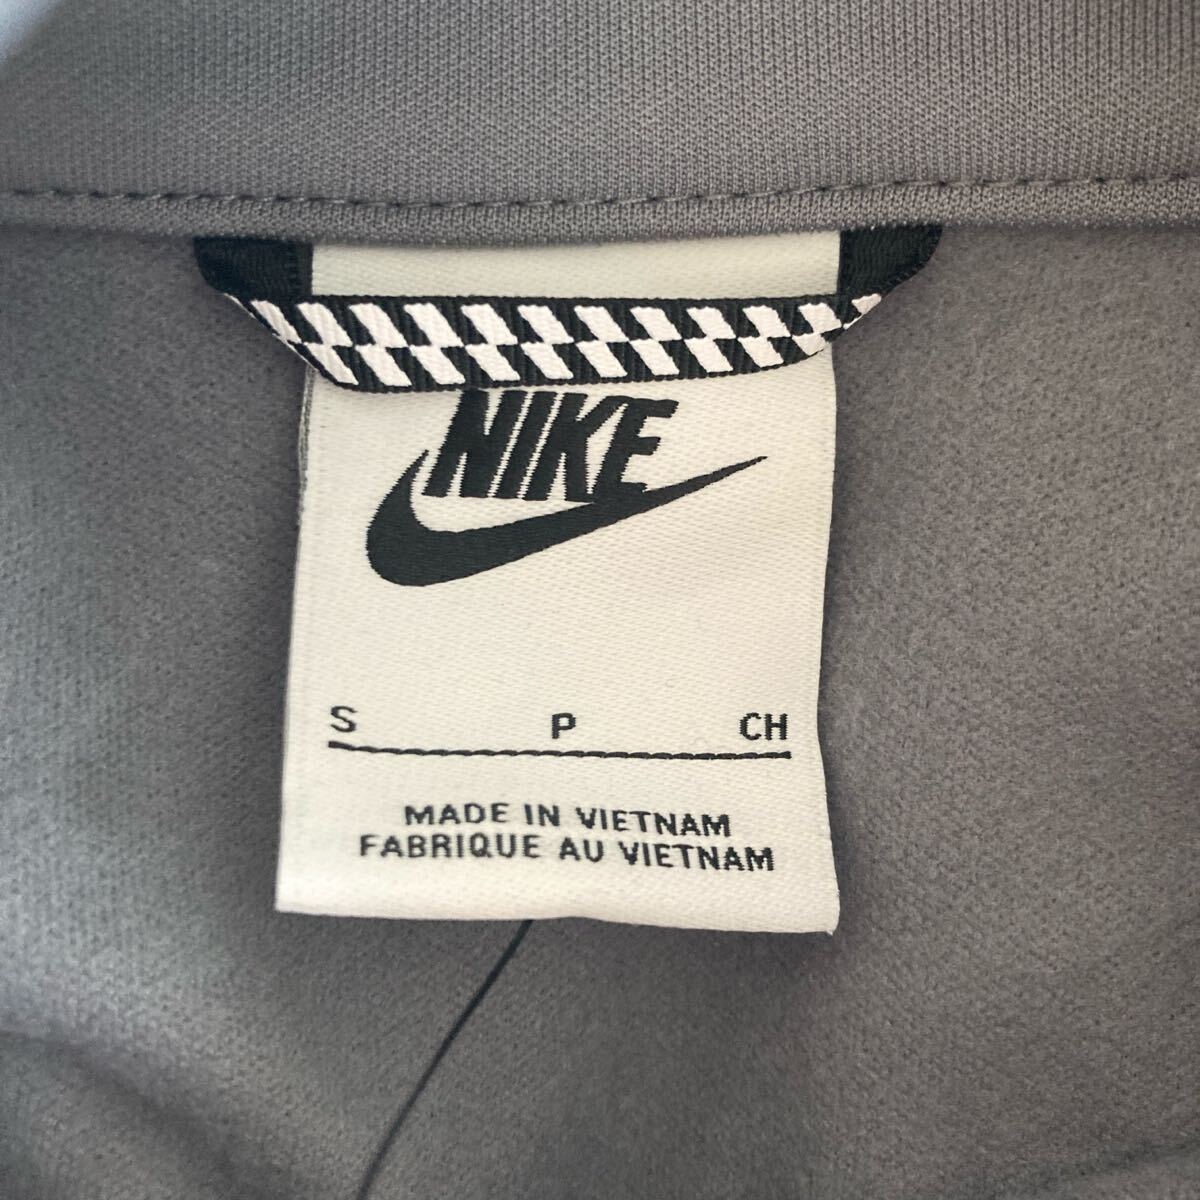 NIKE
S P CH
MADE IN VIETNAM
FABRIQUE AU VIETNAM